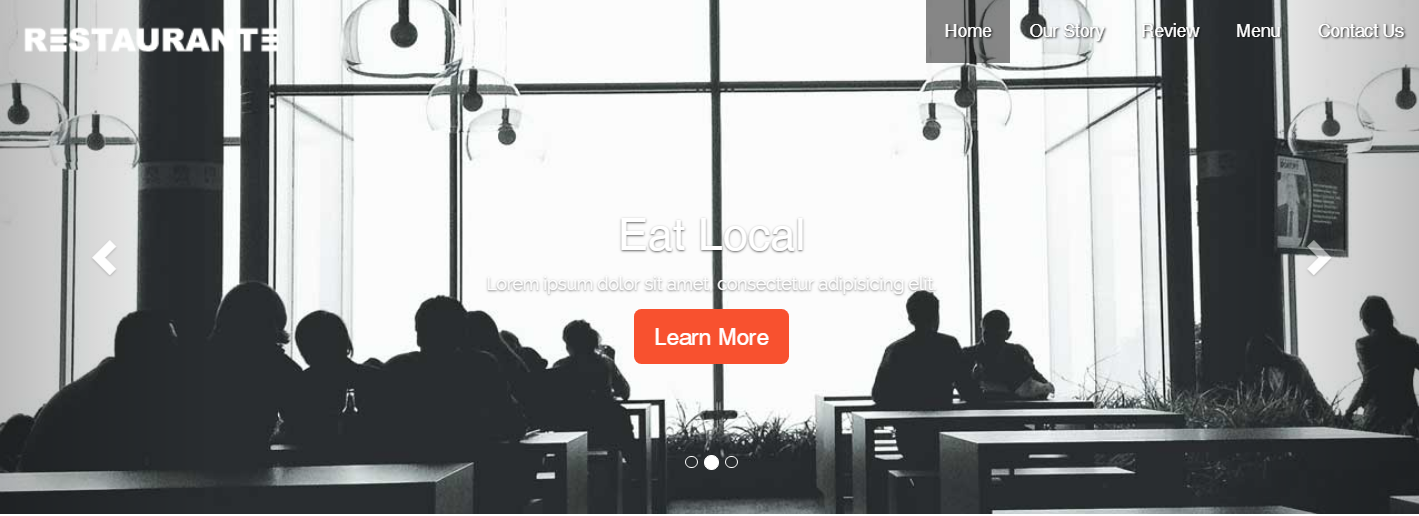 RESTAURANTE
Home Our Story Review Menu Contact Us
Eat Local
Lorem ipsum dolor sit amet, consectetur adipisicing elit.
Learn More